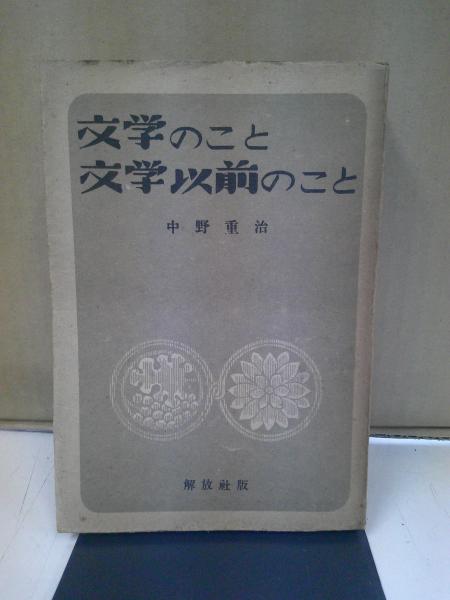 文学のこと
文学以前のこと
中野重治
解放社版